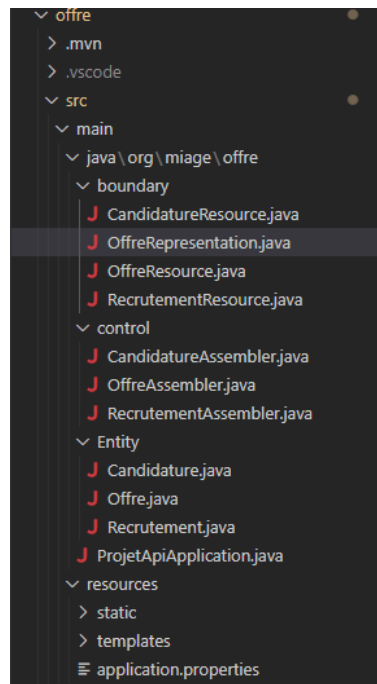 offre
.mvn
.vscode
src
main
java\org\miage\offre
boundary
J CandidatureResource.java
J OffreRepresentation.java
J OffreResource.java
J RecrutementResource.java
control
J CandidatureAssembler.java
J OffreAssembler.java
J RecrutementAssembler.java
Entity
J Candidature.java
J Offre.java
J Recrutement.java
J ProjetApiApplication.java
resources
static
templates
application.properties